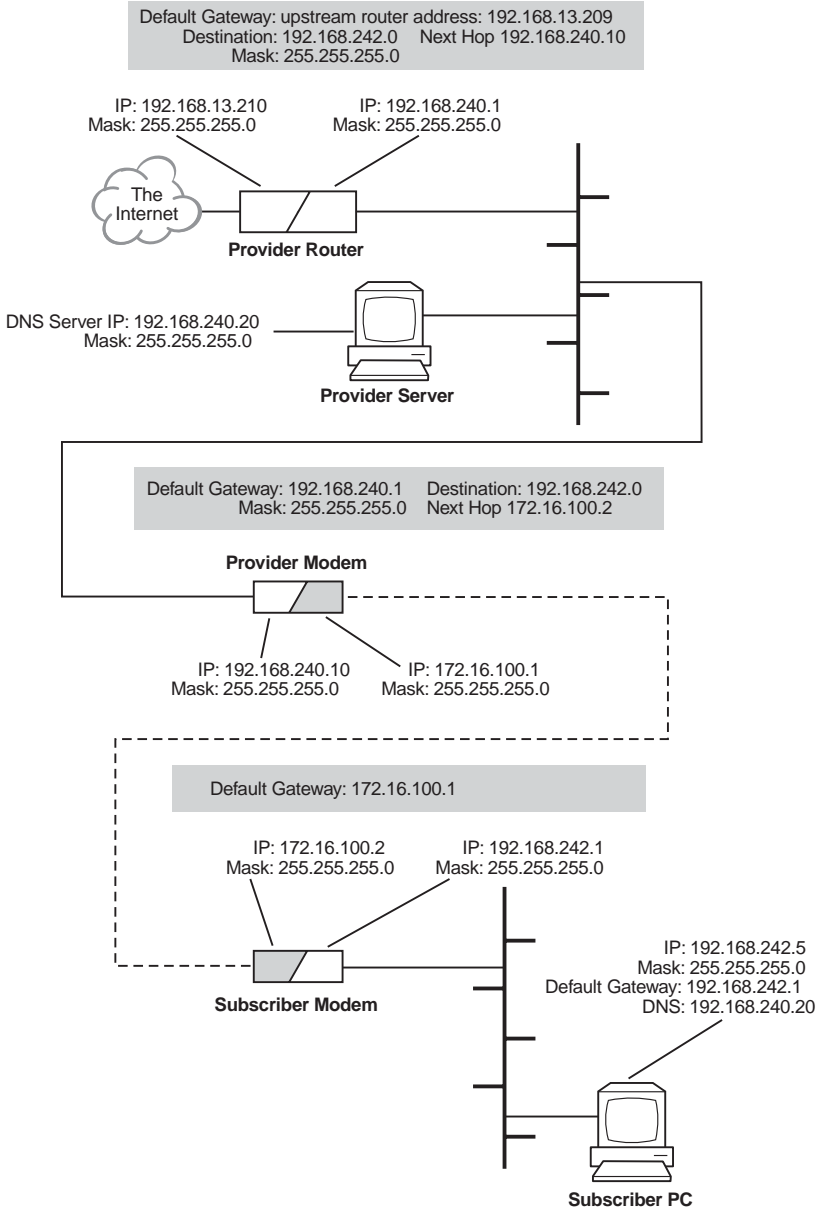 Default Gateway: upstream router address: 192.168.13.209
Destination: 192.168.242.0 Next Hop 192.168.240.10
Mask: 255.255.255.0
IP: 192.168.13.210
Mask: 255.255.255.0
IP: 192.168.240.1
Mask: 255.255.255.0
The
Internet
Provider Router
DNS Server IP: 192.168.240.20
Mask: 255.255.255.0
Provider Server
Default Gateway: 192.168.240.1 Destination: 192.168.242.0
Mask: 255.255.255.0 Next Hop 172.16.100.2
Provider Modem
IP: 192.168.240.10
Mask: 255.255.255.0
IP: 172.16.100.1
Mask: 255.255.255.0
Default Gateway: 172.16.100.1
IP: 172.16.100.2
Mask: 255.255.255.0
IP: 192.168.242.1
Mask: 255.255.255.0
Subscriber Modem
IP: 192.168.242.5
Mask: 255.255.255.0
Default Gateway: 192.168.242.1
DNS: 192.168.240.20
Subscriber PC